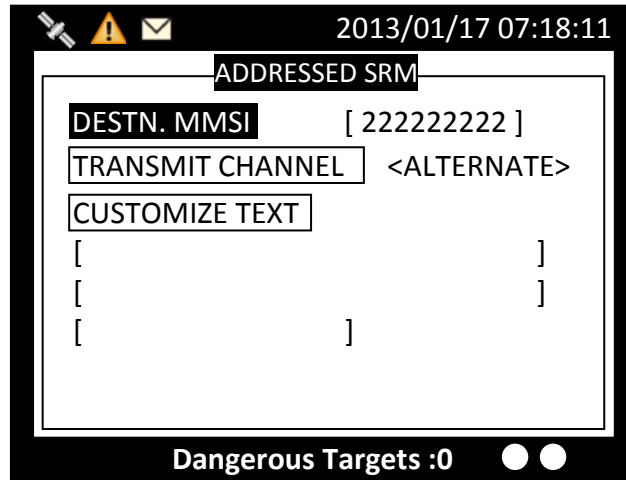 2013/01/17 07:18:11
ADDRESSED SRM
DESTN. MMSI [ 222222222 ]
TRANSMIT CHANNEL <ALTERNATE>
CUSTOMIZE TEXT
[ ]
[ ]
[ ]
Dangerous Targets :0